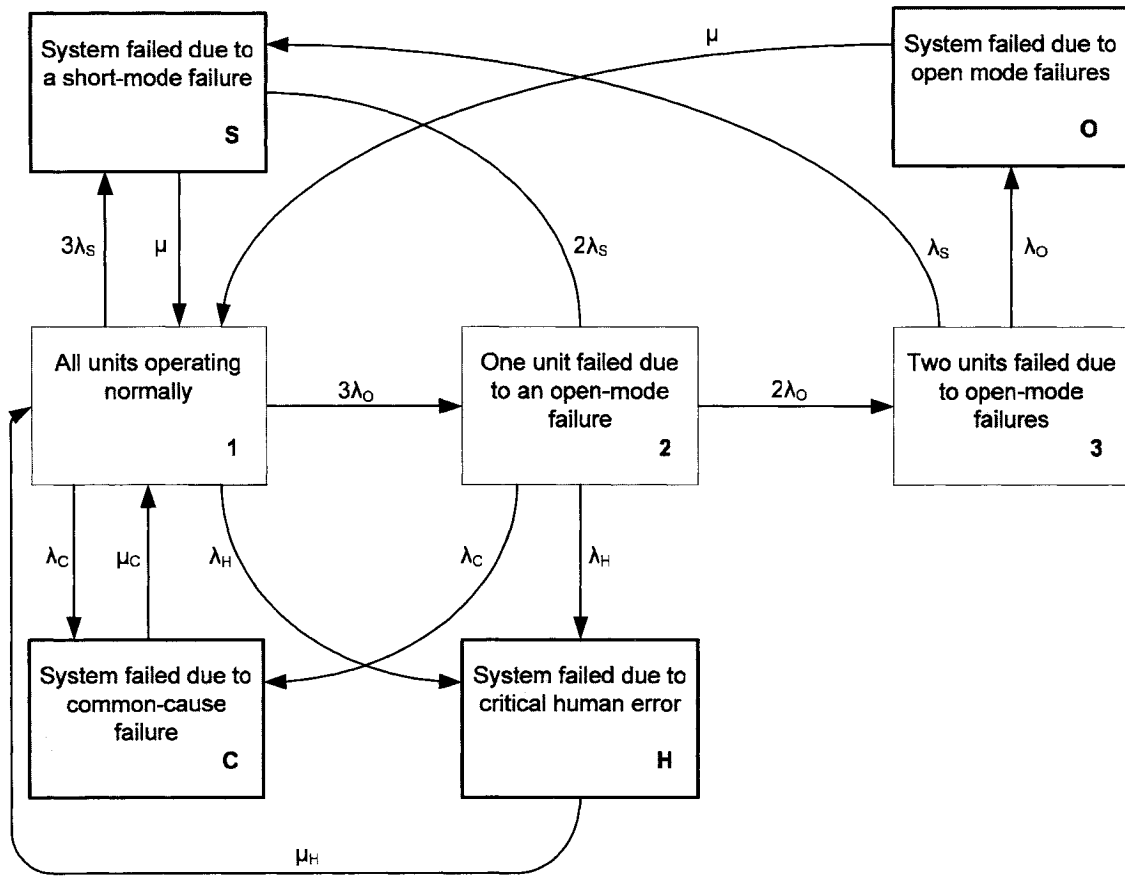 System failed due to
a short-mode failure
S
μ
System failed due to
open mode failures
O
3λS
μ
2λS
λS
λO
All units operating
normally
1
3λO
One unit failed due
to an open-mode
failure
2
2λO
Two units failed due
to open-mode
failures
3
λC
μC
λH
λC
λH
System failed due to
common-cause
failure
C
System failed due to
critical human error
H
μH